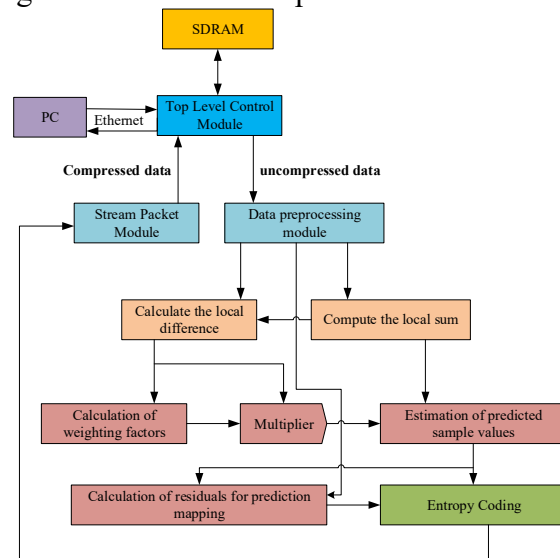 SDRAM
PC
Ethernet
Top Level Control
Module
Compressed data
uncompressed data
Stream Packet
Module
Data preprocessing
module
Calculate the local
difference
Compute the local sum
Calculation of
weighting factors
Multiplier
Estimation of predicted
sample values
Calculation of residuals for prediction
mapping
Entropy Coding